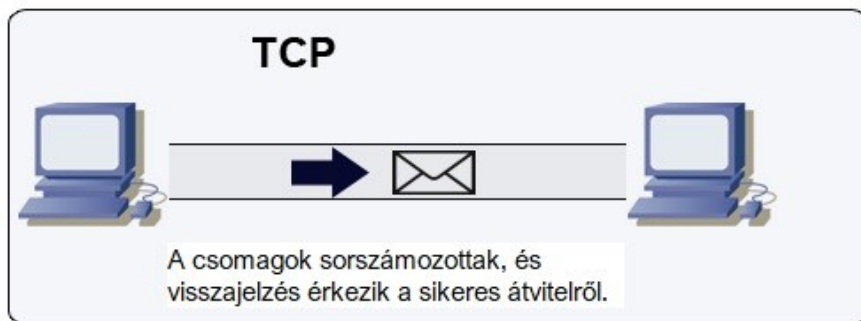 TCP
A csomagok sorszámozottak, és
visszajelzés érkezik a sikeres átvitelről.